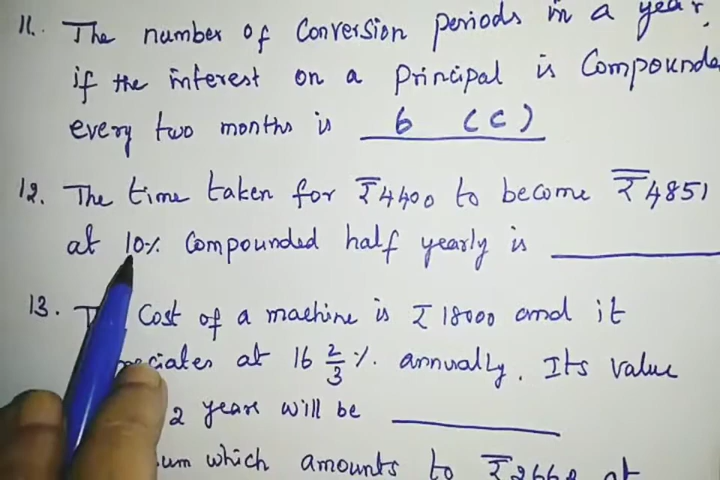 11. The number of conversion periods in a year,
if the interest on a principal is compounde
every two months is 6 (C)
12. The time taken for ₹4400 to become ₹4851
at 10% compounded half yearly is
13. cost of a machine is ₹18000 and it
at 16 2/3 % annually. Its value
2 years will be
which amounts to at